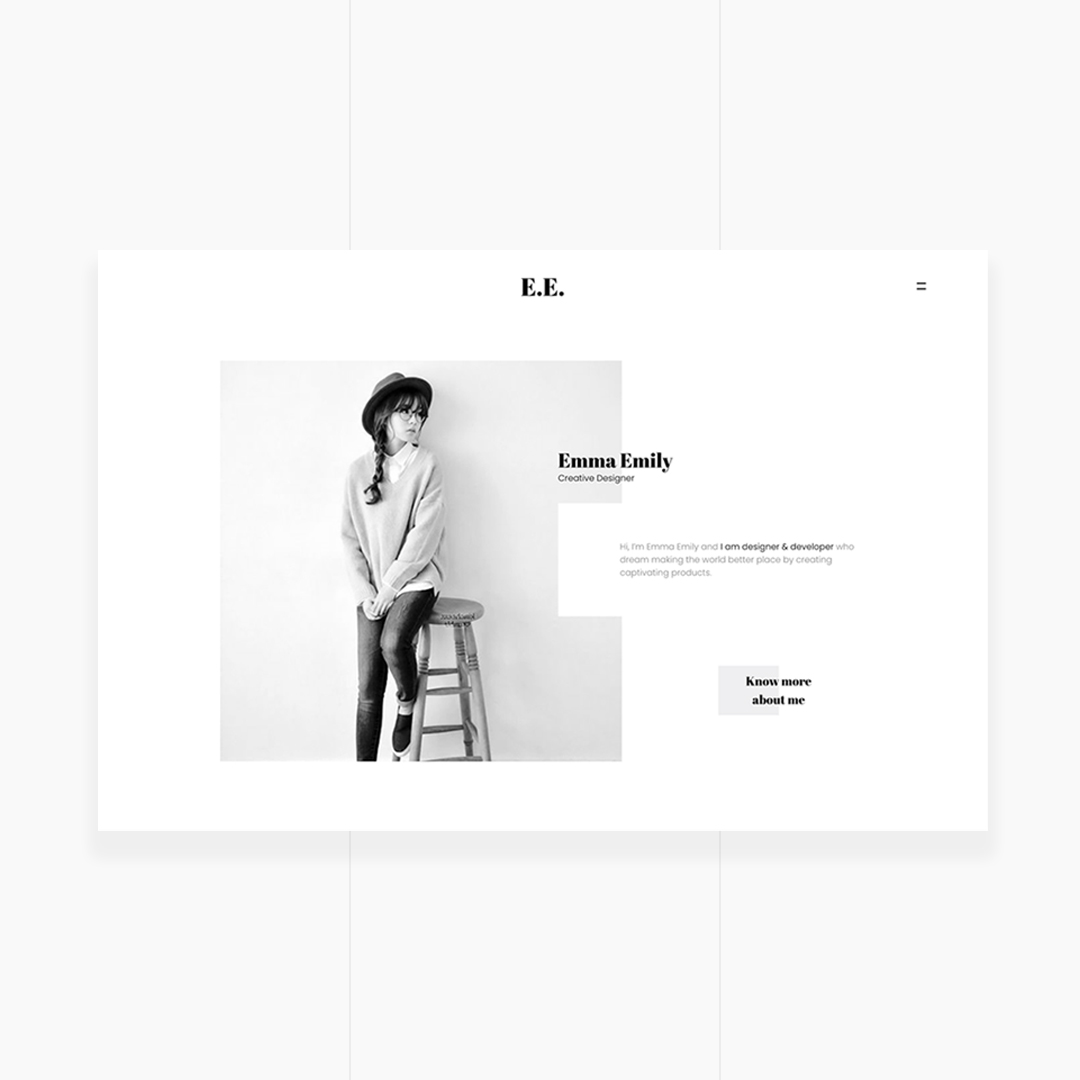 E.E.
Emma Emily
Creative Designer
Hi, I'm Emma Emily and I am designer & developer who
dream making the world better place by creating
captivating products.
Know more
about me